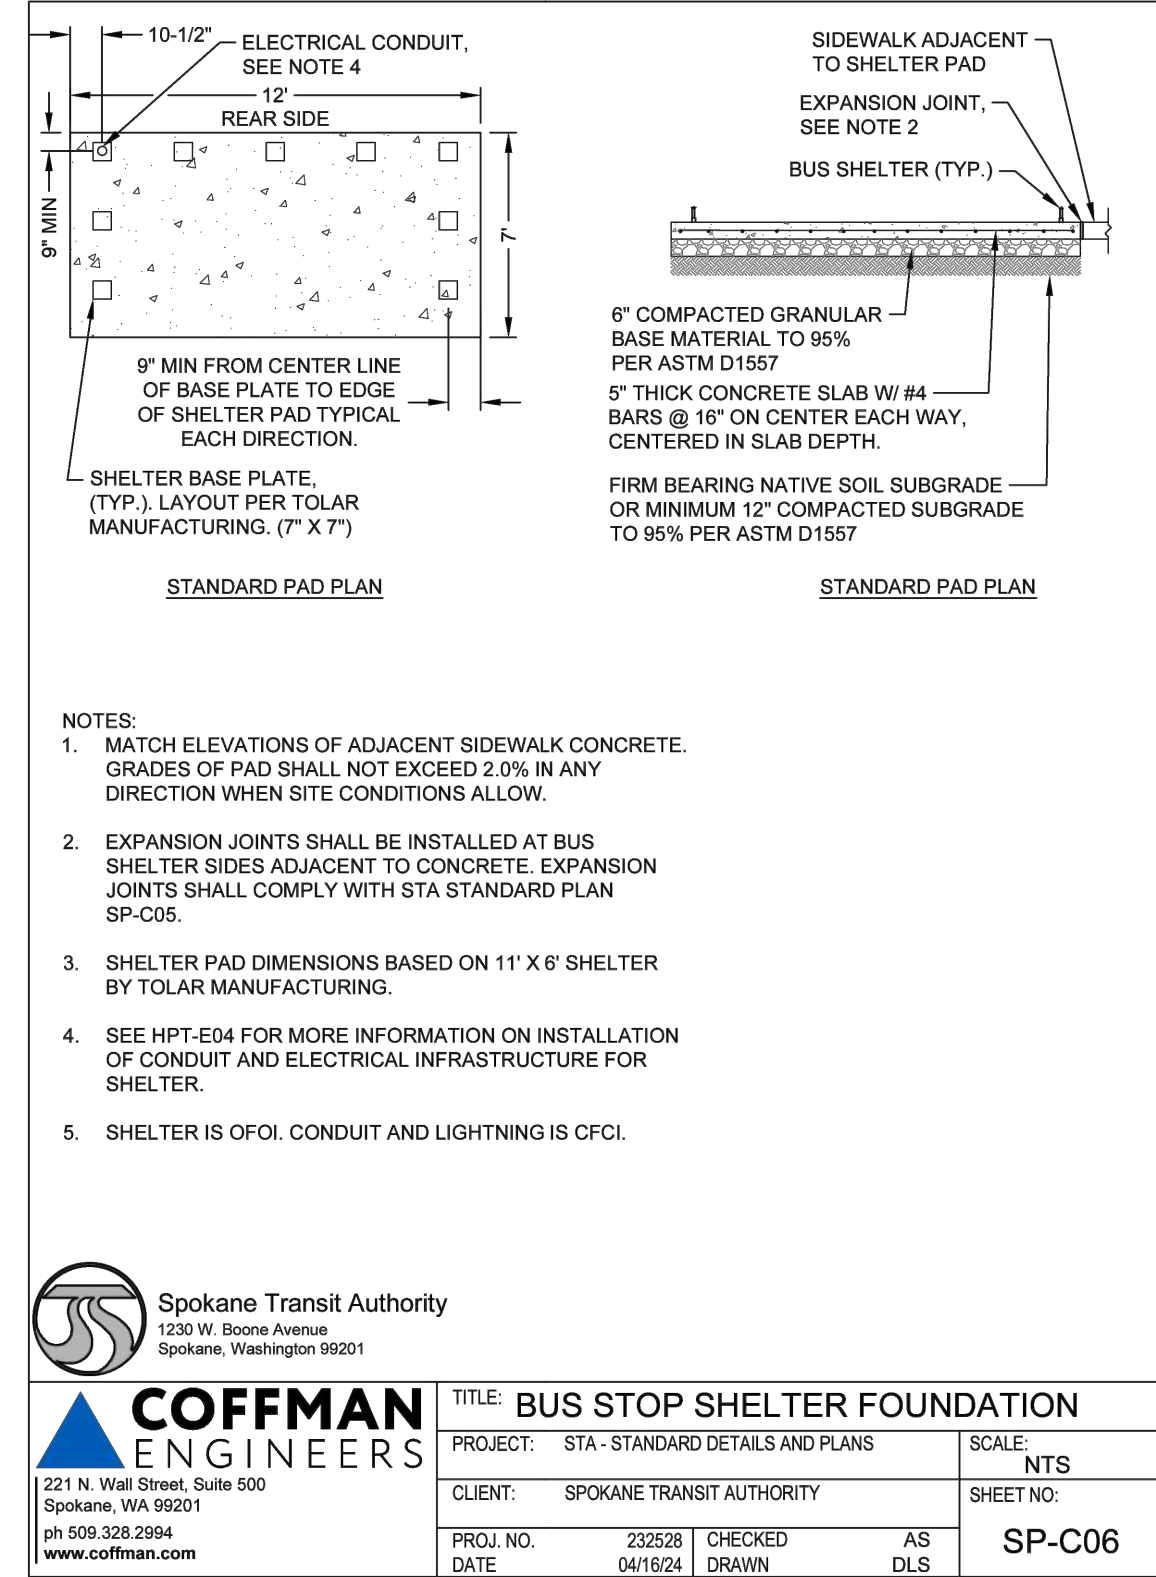 10-1/2"
ELECTRICAL CONDUIT,
SEE NOTE 4
12'
REAR SIDE
9" MIN
7'
9" MIN FROM CENTER LINE
OF BASE PLATE TO EDGE
OF SHELTER PAD TYPICAL
EACH DIRECTION.
SHELTER BASE PLATE,
(TYP.). LAYOUT PER TOLAR
MANUFACTURING. (7" X 7")
STANDARD PAD PLAN
SIDEWALK ADJACENT
TO SHELTER PAD
EXPANSION JOINT,
SEE NOTE 2
BUS SHELTER (TYP.)
6" COMPACTED GRANULAR
BASE MATERIAL TO 95%
PER ASTM D1557
5" THICK CONCRETE SLAB W/ #4
BARS @ 16" ON CENTER EACH WAY,
CENTERED IN SLAB DEPTH.
FIRM BEARING NATIVE SOIL SUBGRADE
OR MINIMUM 12" COMPACTED SUBGRADE
TO 95% PER ASTM D1557
STANDARD PAD PLAN
NOTES:
1. MATCH ELEVATIONS OF ADJACENT SIDEWALK CONCRETE.
GRADES OF PAD SHALL NOT EXCEED 2.0% IN ANY
DIRECTION WHEN SITE CONDITIONS ALLOW.
2. EXPANSION JOINTS SHALL BE INSTALLED AT BUS
SHELTER SIDES ADJACENT TO CONCRETE. EXPANSION
JOINTS SHALL COMPLY WITH STA STANDARD PLAN
SP-C05.
3. SHELTER PAD DIMENSIONS BASED ON 11' X 6' SHELTER
BY TOLAR MANUFACTURING.
4. SEE HPT-E04 FOR MORE INFORMATION ON INSTALLATION
OF CONDUIT AND ELECTRICAL INFRASTRUCTURE FOR
SHELTER.
5. SHELTER IS OFOI. CONDUIT AND LIGHTNING IS CFCI.
Spokane Transit Authority
1230 W. Boone Avenue
Spokane, Washington 99201
COFFMAN
ENGINEERS
221 N. Wall Street, Suite 500
Spokane, WA 99201
ph 509.328.2994
www.coffman.com
TITLE: BUS STOP SHELTER FOUNDATION
PROJECT: STA - STANDARD DETAILS AND PLANS
SCALE:
NTS
CLIENT: SPOKANE TRANSIT AUTHORITY
SHEET NO:
SP-C06
PROJ. NO. 232528 CHECKED AS
DATE 04/16/24 DRAWN DLS